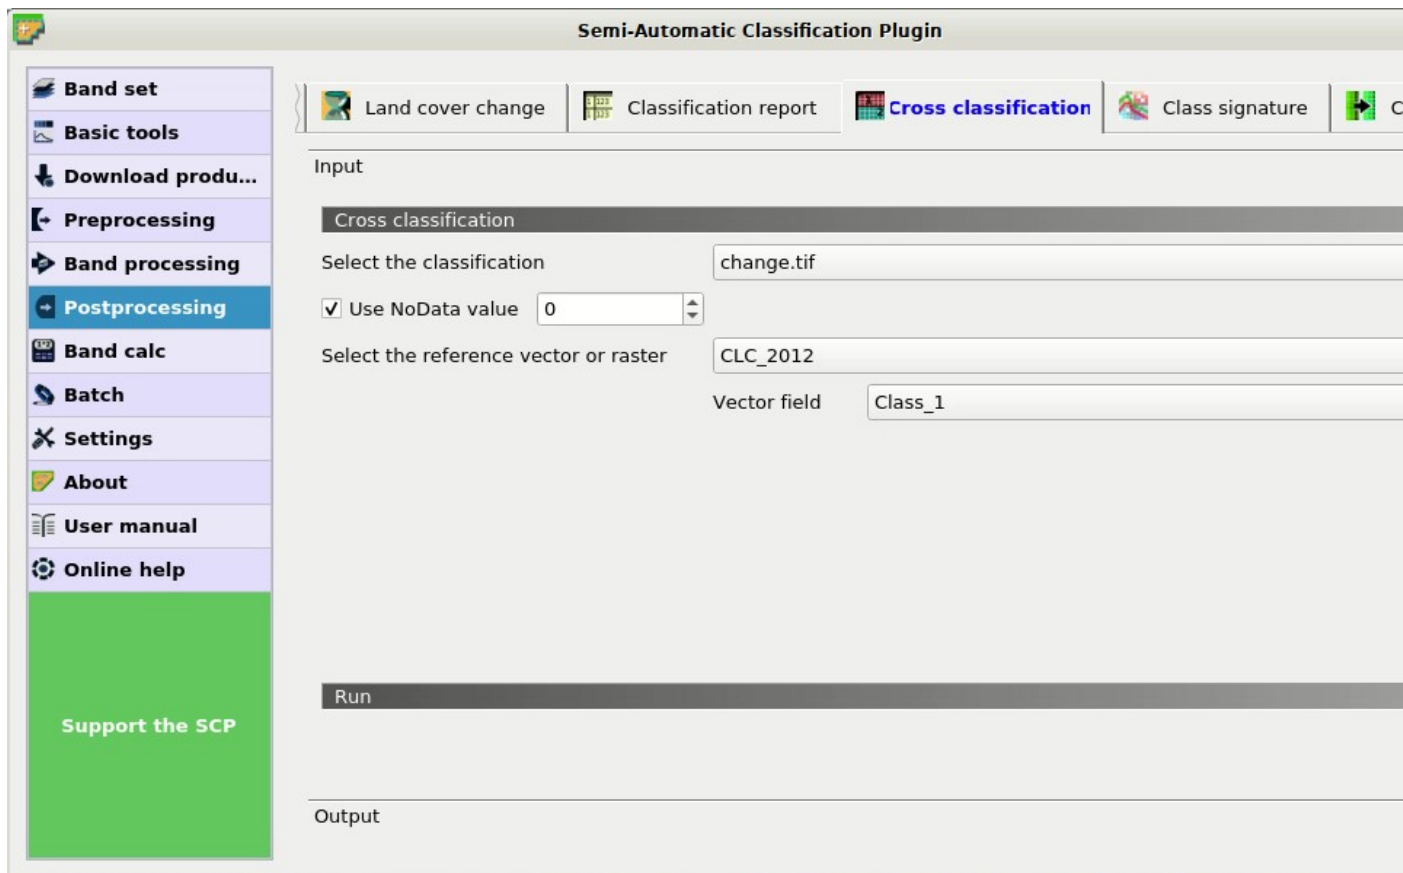 Semi-Automatic Classification Plugin
Band set
Basic tools
Download produ...
Preprocessing
Band processing
Postprocessing
Band calc
Batch
Settings
About
User manual
Online help
Support the SCP
Land cover change
Classification report
Cross classification
Class signature
C
Input
Cross classification
Select the classification
change.tif
Use NoData value
0
Select the reference vector or raster
CLC_2012
Vector field
Class_1
Run
Output